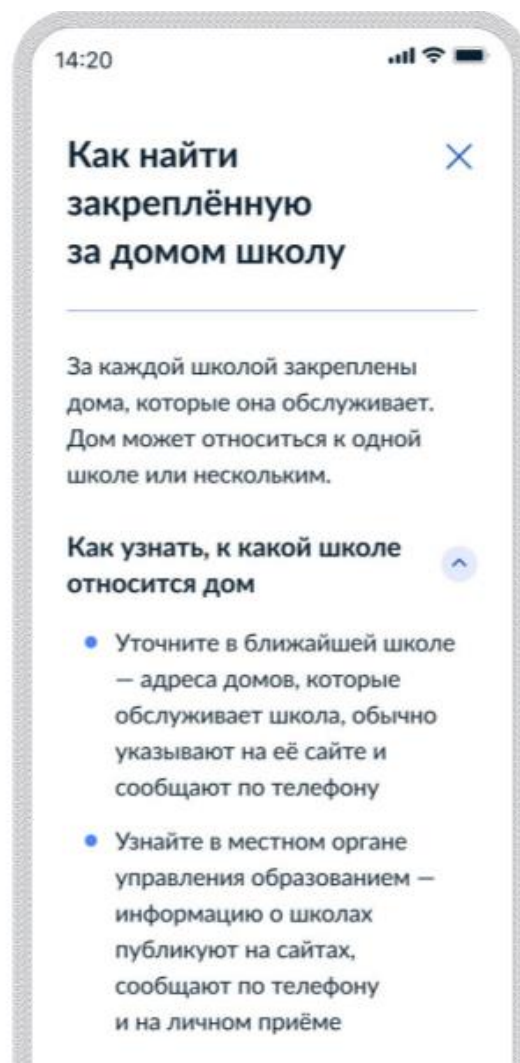 14:20
Как найти
закреплённую
за домом школу
За каждой школой закреплены
дома, которые она обслуживает.
Дом может относиться к одной
школе или нескольким.
Как узнать, к какой школе
относится дом
Уточните в ближайшей школе
— адреса домов, которые
обслуживает школа, обычно
указывают на её сайте и
сообщают по телефону
Узнайте в местном органе
управления образованием —
информацию о школах
публикуют на сайтах,
сообщают по телефону
и на личном приёме